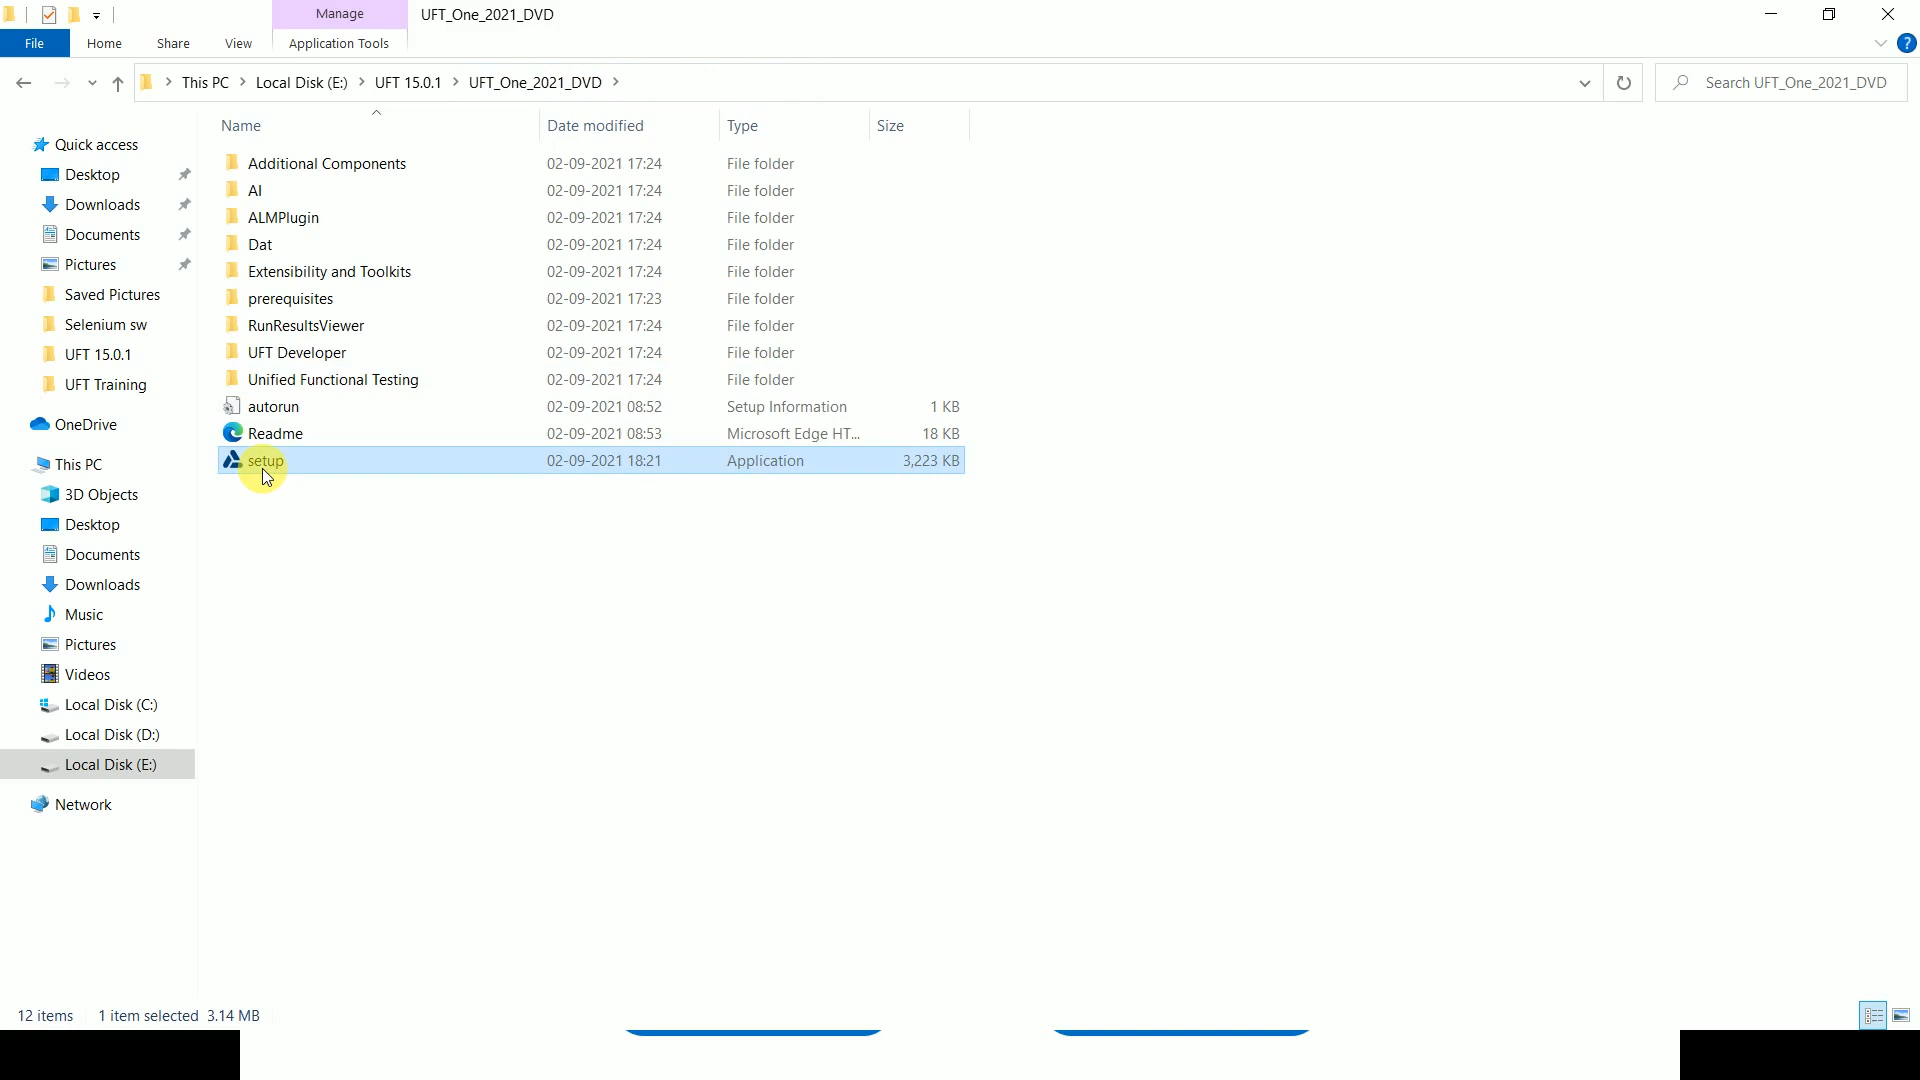 Manage UFT_One_2021_DVD
File Home Share View Application Tools
This PC Local Disk (E:) UFT 15.0.1 UFT_One_2021_DVD Search UFT_One_2021_DVD
Name Date modified Type Size
Quick access
Desktop
Downloads
Documents
Pictures
Saved Pictures
Selenium sw
UFT 15.0.1
UFT Training
OneDrive
This PC
3D Objects
Desktop
Documents
Downloads
Music
Pictures
Videos
Local Disk (C:)
Local Disk (D:)
Local Disk (E:)
Network
Additional Components 02-09-2021 17:24 File folder
AI 02-09-2021 17:24 File folder
ALMPlugin 02-09-2021 17:24 File folder
Dat 02-09-2021 17:24 File folder
Extensibility and Toolkits 02-09-2021 17:24 File folder
prerequisites 02-09-2021 17:23 File folder
RunResultsViewer 02-09-2021 17:24 File folder
UFT Developer 02-09-2021 17:24 File folder
Unified Functional Testing 02-09-2021 17:24 File folder
autorun 02-09-2021 08:52 Setup Information 1 KB
Readme 02-09-2021 08:53 Microsoft Edge HT... 18 KB
setup 02-09-2021 18:21 Application 3,223 KB
12 items 1 item selected 3.14 MB